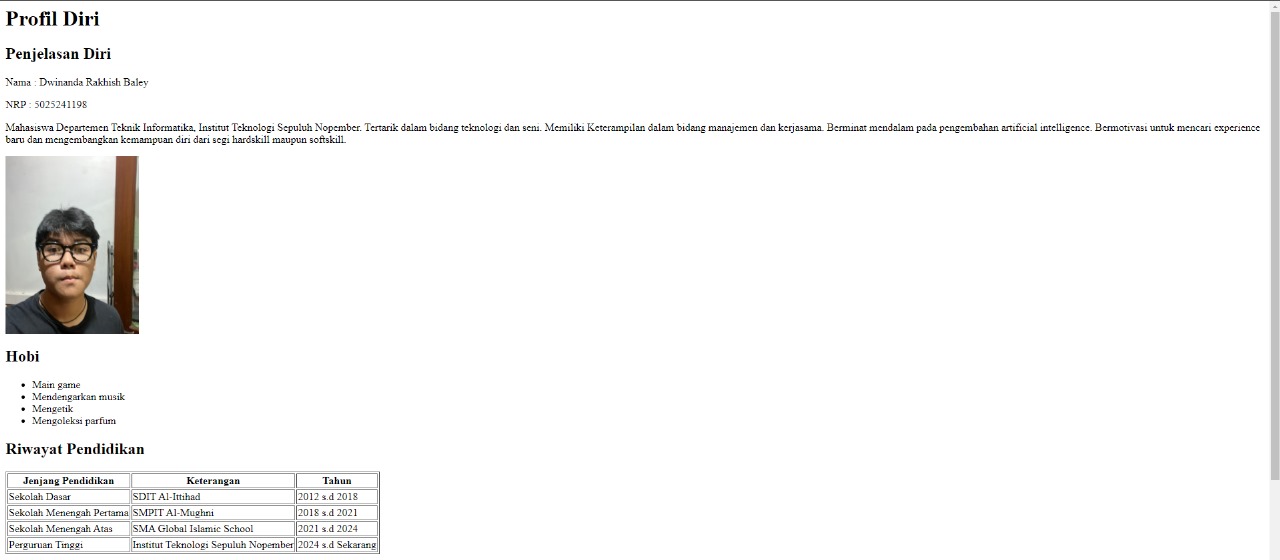 Profil Diri
Penjelasan Diri
Nama : Dwinanda Rakhish Baley
NRP : 5025241198
Mahasiswa Departemen Teknik Informatika, Institut Teknologi Sepuluh Nopember. Tertarik dalam bidang teknologi dan seni. Memiliki Keterampilan dalam bidang manajemen dan kerjasama. Berminat mendalam pada pengembahan artificial intelligence. Bermotivasi untuk mencari experience
baru dan mengembangkan kemampuan diri dari segi hardskill maupun softskill.
Hobi
Main game
Mendengarkan musik
Mengetik
Mengoleksi parfum
Riwayat Pendidikan
Jenjang Pendidikan Keterangan Tahun
Sekolah Dasar SDIT Al-Ittihad 2012 s.d 2018
Sekolah Menengah Pertama SMPIT Al-Mughni 2018 s.d 2021
Sekolah Menengah Atas SMA Global Islamic School 2021 s.d 2024
Perguruan Tinggi Institut Teknologi Sepuluh Nopember 2024 s.d Sekarang